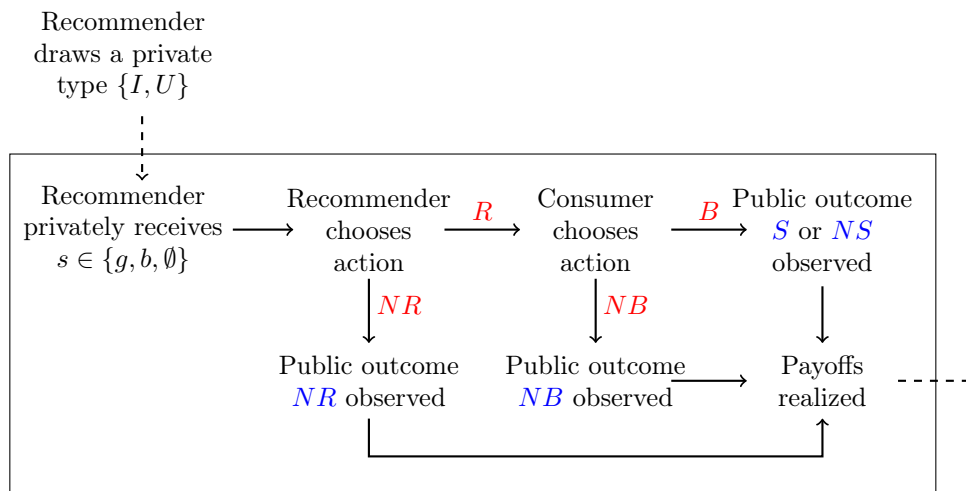 Recommender
draws a private
type {I, U}
Recommender
privately receives
s ∈ {g, b, ∅}
Recommender
chooses
action
R
Consumer
chooses
action
B
Public outcome
S or NS
observed
NR
NB
Public outcome
NR observed
Public outcome
NB observed
Payoffs
realized